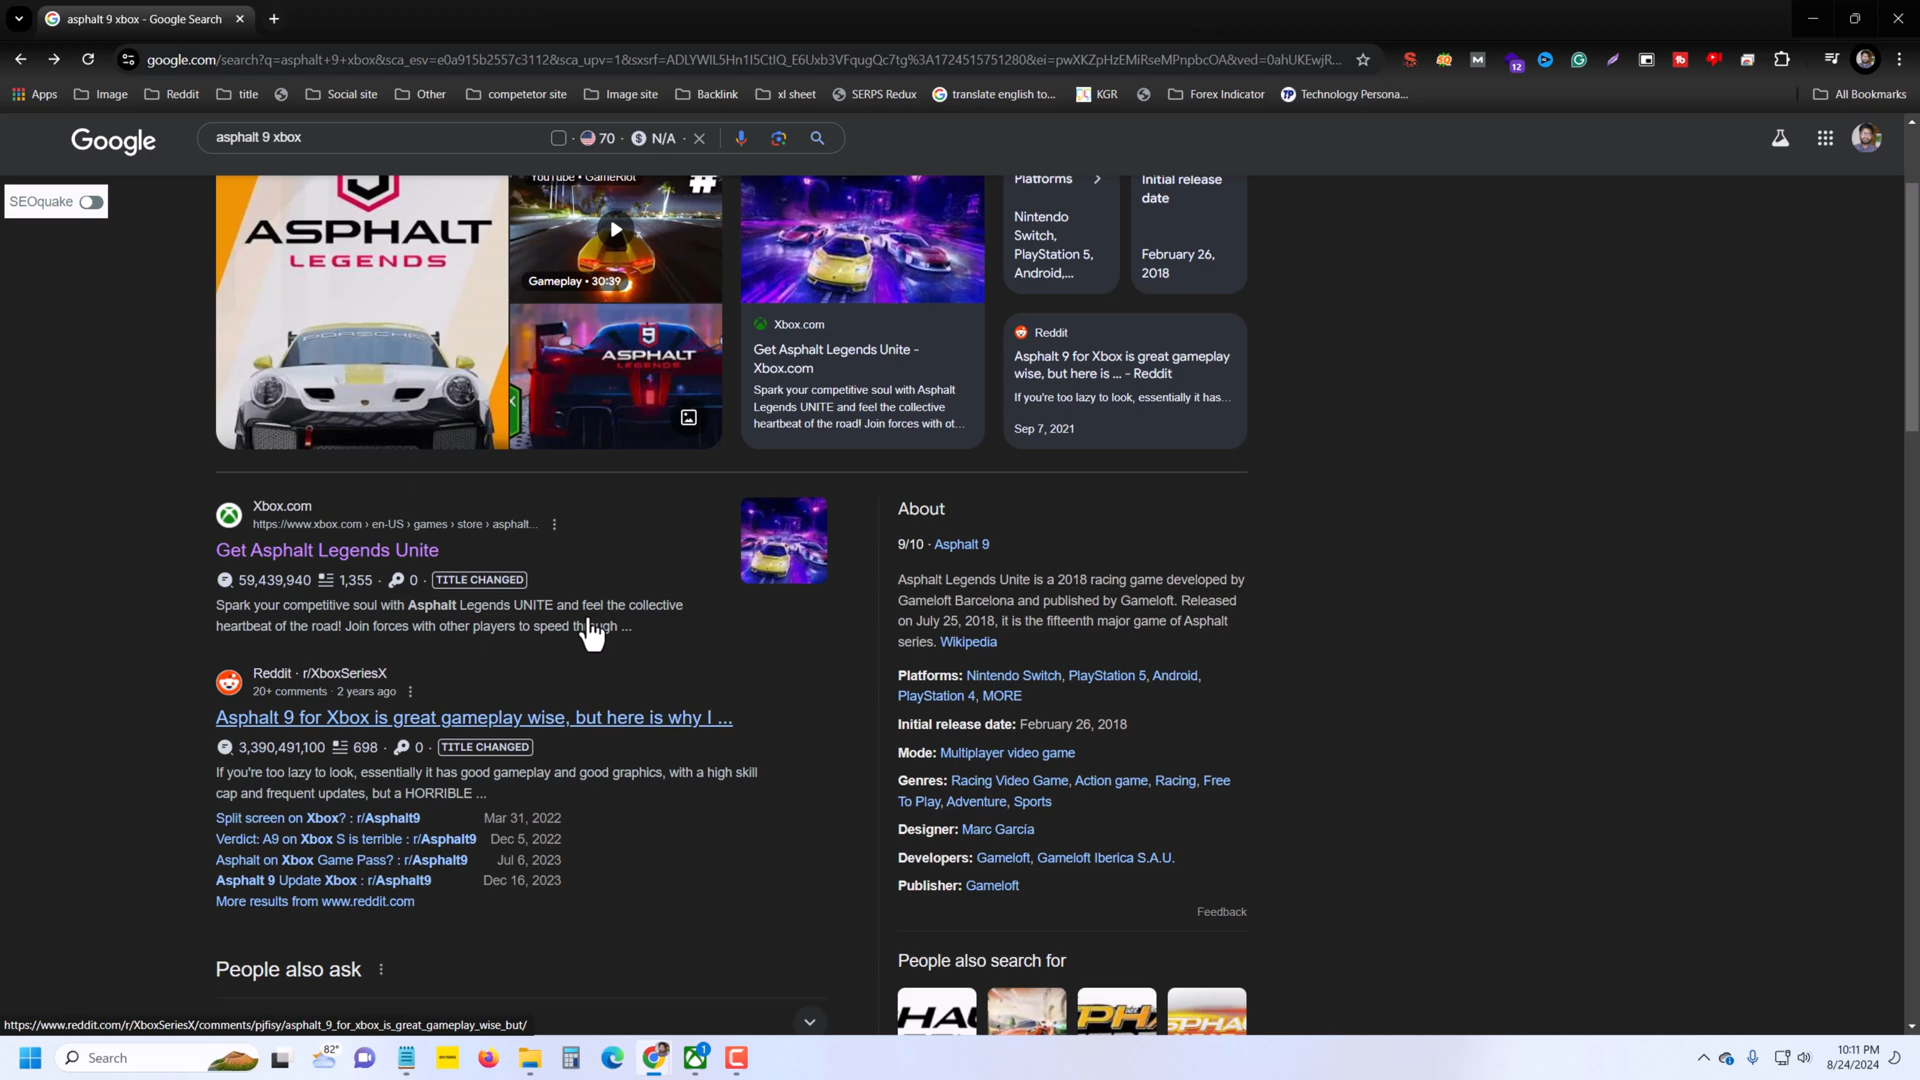 asphalt 9 xbox - Google Search
google.com/search?q=asphalt+9+xbox&sca_esv=e0a915b2557c3112&sca_upv=1&sxsrf=ADLYWIL5Hn1I5CtIQ_E6Uxb3VFqugQc7tg%3A1724515751280&ei=pwXKZpHzEMiRseMPnpbcOA&ved=0ahUKEwjR...
12
Apps
Image
Reddit
title
Social site
Other
competetor site
Image site
Backlink
xl sheet
SERPS Redux
translate english to...
KGR
Forex Indicator
Technology Persona...
All Bookmarks
Google
asphalt 9 xbox
70
N/A
SEOquake
ASPHALT
LEGENDS
YouTube • GameRiot
Gameplay • 30:39
9
ASPHALT
LEGENDS
PORSCHE
Xbox.com
Get Asphalt Legends Unite -
Xbox.com
Spark your competitive soul with Asphalt
Legends UNITE and feel the collective
heartbeat of the road! Join forces with ot...
Platforms
Nintendo
Switch,
PlayStation 5,
Android,...
Initial release
date
February 26,
2018
Reddit
Asphalt 9 for Xbox is great gameplay
wise, but here is ... - Reddit
If you're too lazy to look, essentially it has...
Sep 7, 2021
Xbox.com
https://www.xbox.com › en-US › games › store › asphalt...
Get Asphalt Legends Unite
59,439,940 1,355 · 0 · TITLE CHANGED
Spark your competitive soul with Asphalt Legends UNITE and feel the collective
heartbeat of the road! Join forces with other players to speed through ...
Reddit · r/XboxSeriesX
20+ comments · 2 years ago
Asphalt 9 for Xbox is great gameplay wise, but here is why I ...
3,390,491,100 698 · 0 · TITLE CHANGED
If you're too lazy to look, essentially it has good gameplay and good graphics, with a high skill
cap and frequent updates, but a HORRIBLE ...
Split screen on Xbox? : r/Asphalt9 Mar 31, 2022
Verdict: A9 on Xbox S is terrible : r/Asphalt9 Dec 5, 2022
Asphalt on Xbox Game Pass? : r/Asphalt9 Jul 6, 2023
Asphalt 9 Update Xbox : r/Asphalt9 Dec 16, 2023
More results from www.reddit.com
People also ask
About
9/10 · Asphalt 9
Asphalt Legends Unite is a 2018 racing game developed by
Gameloft Barcelona and published by Gameloft. Released
on July 25, 2018, it is the fifteenth major game of Asphalt
series. Wikipedia
Platforms: Nintendo Switch, PlayStation 5, Android,
PlayStation 4, MORE
Initial release date: February 26, 2018
Mode: Multiplayer video game
Genres: Racing Video Game, Action game, Racing, Free
To Play, Adventure, Sports
Designer: Marc García
Developers: Gameloft, Gameloft Iberica S.A.U.
Publisher: Gameloft
Feedback
People also search for
https://www.reddit.com/r/XboxSeriesX/comments/pjfisy/asphalt_9_for_xbox_is_great_gameplay_wise_but/
Search
82°
1
10:11 PM
8/24/2024